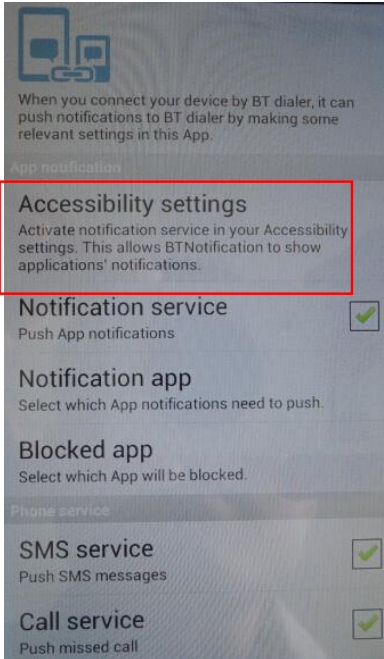 When you connect your device by BT dialer, it can
push notifications to BT dialer by making some
relevant settings in this App.
App notification
Accessibility settings
Activate notification service in your Accessibility
settings. This allows BTNotification to show
applications' notifications.
Notification service
Push App notifications
Notification app
Select which App notifications need to push.
Blocked app
Select which App will be blocked.
Phone service
SMS service
Push SMS messages
Call service
Push missed call